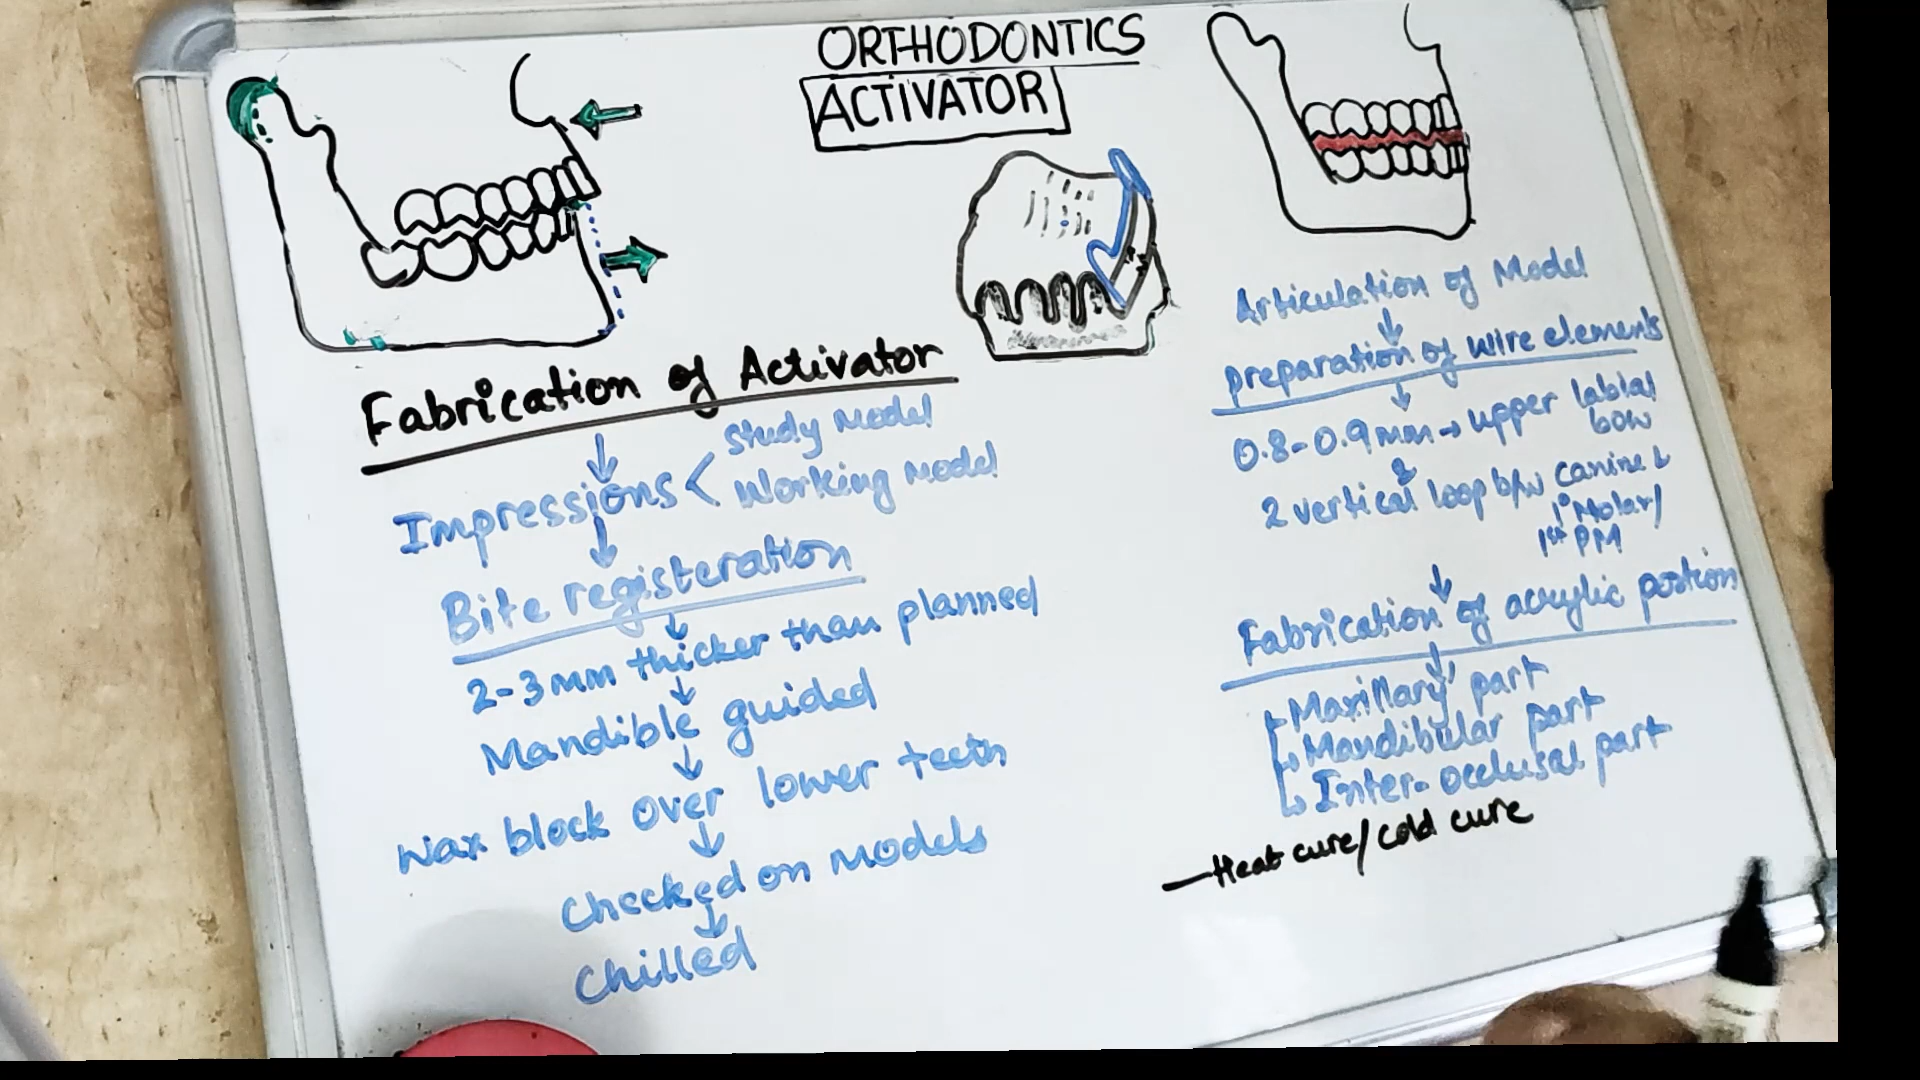 ORTHODONTICS
ACTIVATOR
Fabrication of Activator
Impressions < Study Model
Working Model
Bite registeration
2-3mm thicker than planned
Mandible guided
Wax block over lower teeth
Checked on models
Chilled
Articulation of Model
preparation of wire elements
0.8-0.9mm → upper labial
bow
&
2 vertical loop b/w canine &
1° Molar/
1st PM
Fabrication of acrylic postion
Maxillary part
Mandibular part
Inter-occlusal part
— Heat cure/cold cure